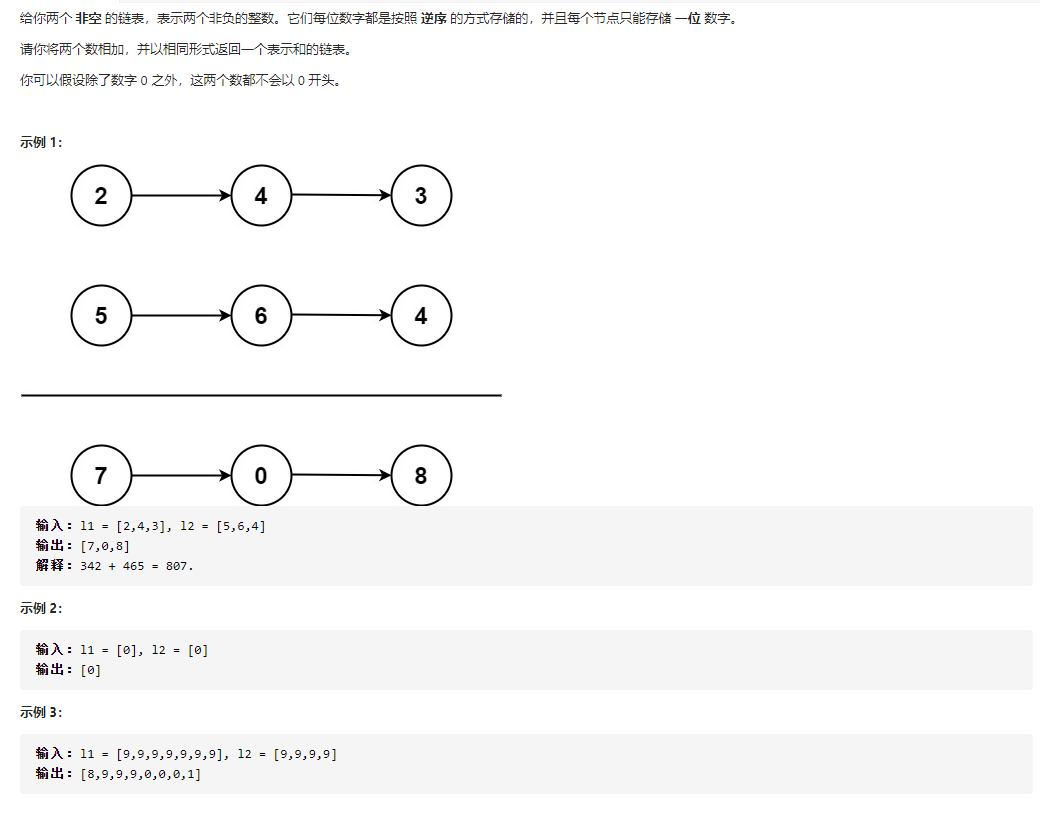 给你两个 非空 的链表，表示两个非负的整数。它们每位数字都是按照 逆序 的方式存储的，并且每个节点只能存储 一位 数字。
请你将两个数相加，并以相同形式返回一个表示和的链表。
你可以假设除了数字 0 之外，这两个数都不会以 0 开头。
示例 1：
2 4 3
5 6 4
7 0 8
输入：l1 = [2,4,3], l2 = [5,6,4]
输出：[7,0,8]
解释：342 + 465 = 807.
示例 2：
输入：l1 = [0], l2 = [0]
输出：[0]
示例 3：
输入：l1 = [9,9,9,9,9,9,9], l2 = [9,9,9,9]
输出：[8,9,9,9,0,0,0,1]